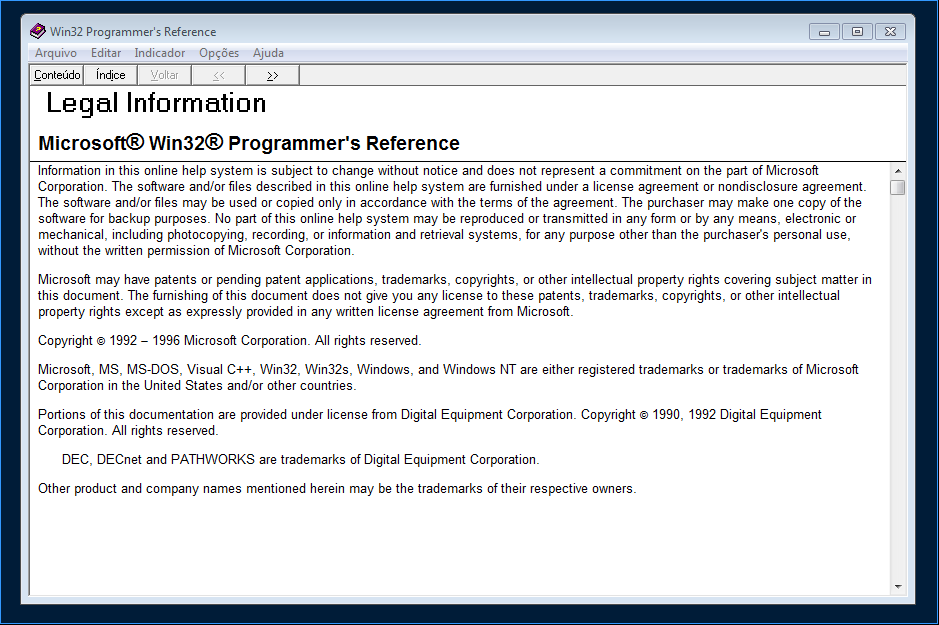 Win32 Programmer's Reference
Arquivo Editar Indicador Opções Ajuda
Conteúdo Índice Voltar << >>
Legal Information
Microsoft® Win32® Programmer's Reference
Information in this online help system is subject to change without notice and does not represent a commitment on the part of Microsoft
Corporation. The software and/or files described in this online help system are furnished under a license agreement or nondisclosure agreement.
The software and/or files may be used or copied only in accordance with the terms of the agreement. The purchaser may make one copy of the
software for backup purposes. No part of this online help system may be reproduced or transmitted in any form or by any means, electronic or
mechanical, including photocopying, recording, or information and retrieval systems, for any purpose other than the purchaser's personal use,
without the written permission of Microsoft Corporation.
Microsoft may have patents or pending patent applications, trademarks, copyrights, or other intellectual property rights covering subject matter in
this document. The furnishing of this document does not give you any license to these patents, trademarks, copyrights, or other intellectual
property rights except as expressly provided in any written license agreement from Microsoft.
Copyright © 1992 – 1996 Microsoft Corporation. All rights reserved.
Microsoft, MS, MS-DOS, Visual C++, Win32, Win32s, Windows, and Windows NT are either registered trademarks or trademarks of Microsoft
Corporation in the United States and/or other countries.
Portions of this documentation are provided under license from Digital Equipment Corporation. Copyright © 1990, 1992 Digital Equipment
Corporation. All rights reserved.
DEC, DECnet and PATHWORKS are trademarks of Digital Equipment Corporation.
Other product and company names mentioned herein may be the trademarks of their respective owners.